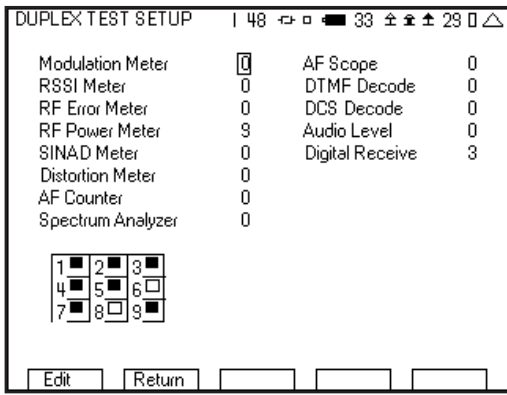 DUPLEX TEST SETUP | 48 33 29
Modulation Meter 0 AF Scope 0
RSSI Meter 0 DTMF Decode 0
RF Error Meter 0 DCS Decode 0
RF Power Meter 9 Audio Level 0
SINAD Meter 0 Digital Receive 3
Distortion Meter 0
AF Counter 0
Spectrum Analyzer 0
1 2 3
4 5 6
7 8 9
Edit Return